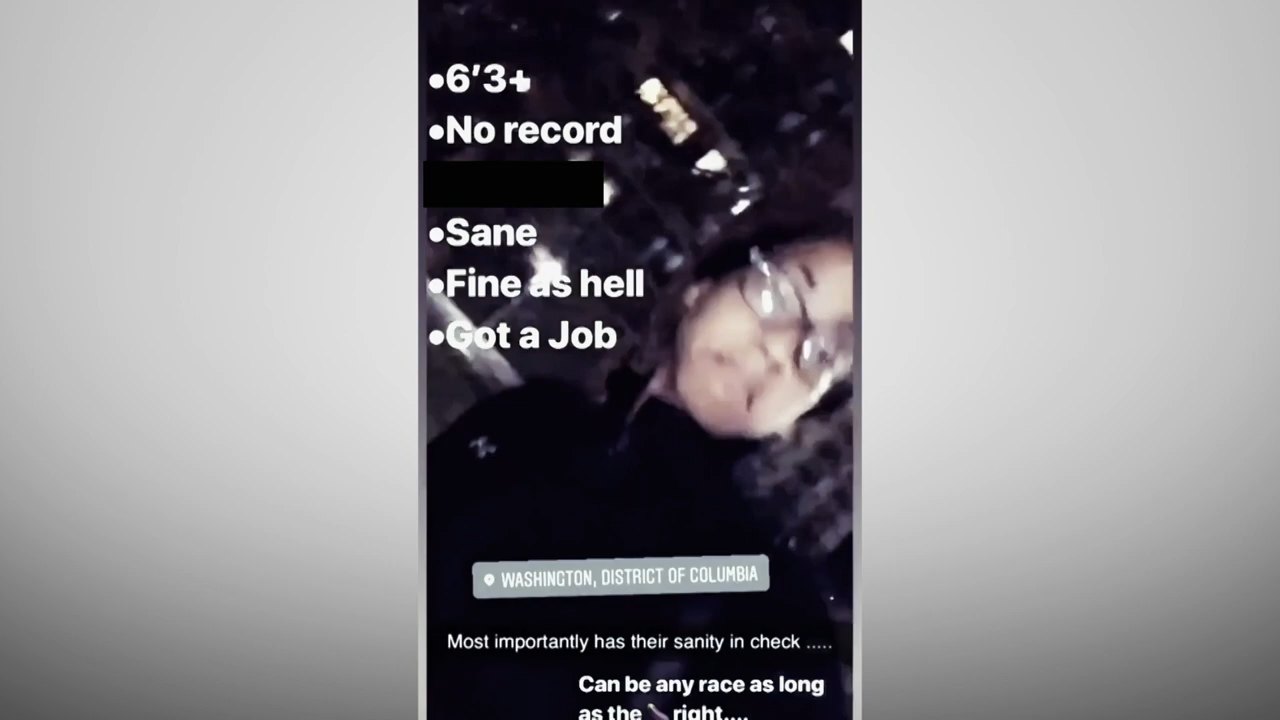 •6'3+
•No record
•Sane
•Fine as hell
•Got a Job
WASHINGTON, DISTRICT OF COLUMBIA
Most importantly has their sanity in check .....
Can be any race as long
as the 🍆 right....